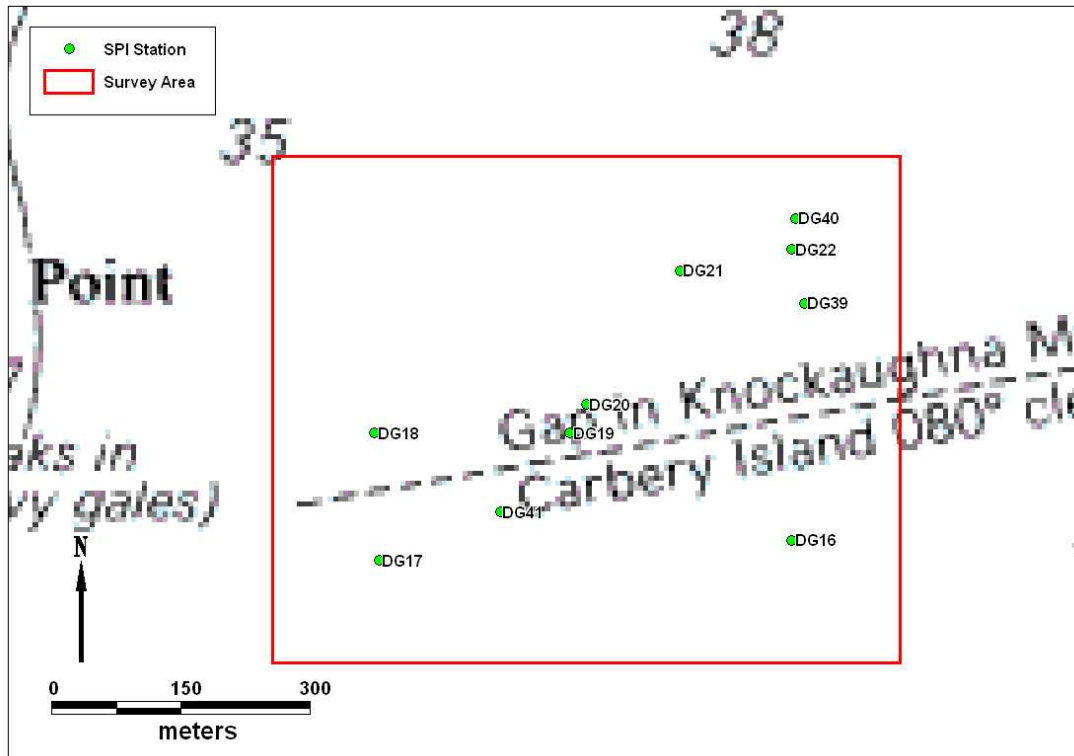 38
SPI Station
Survey Area
35
DG40
DG22
Point
DG21
DG39
Gap in Knockaughna M
DG20
DG18
DG19
Carbery Island 080° cle
aks in
vy gales)
DG41
N
DG16
DG17
0 150 300
meters